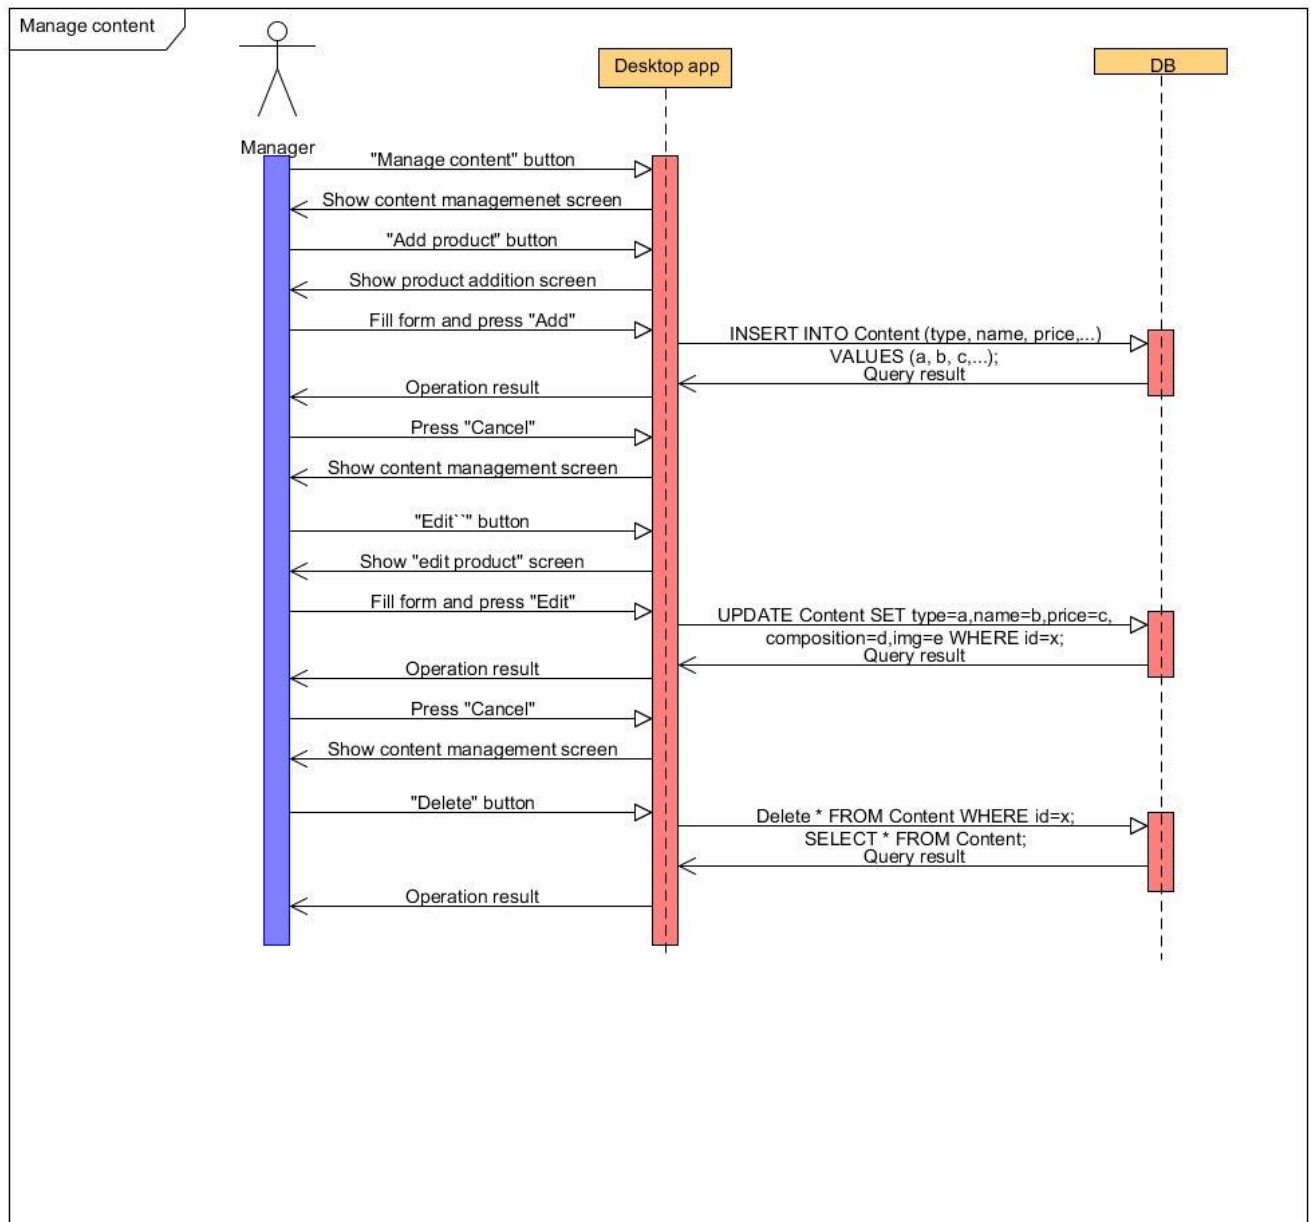 Manage content
Desktop app
DB
Manager
"Manage content" button
Show content managemenet screen
"Add product" button
Show product addition screen
Fill form and press "Add"
INSERT INTO Content (type, name, price,...)
VALUES (a, b, c,...);
Query result
Operation result
Press "Cancel"
Show content management screen
"Edit``" button
Show "edit product" screen
Fill form and press "Edit"
UPDATE Content SET type=a,name=b,price=c,
composition=d,img=e WHERE id=x;
Query result
Operation result
Press "Cancel"
Show content management screen
"Delete" button
Delete * FROM Content WHERE id=x;
SELECT * FROM Content;
Query result
Operation result